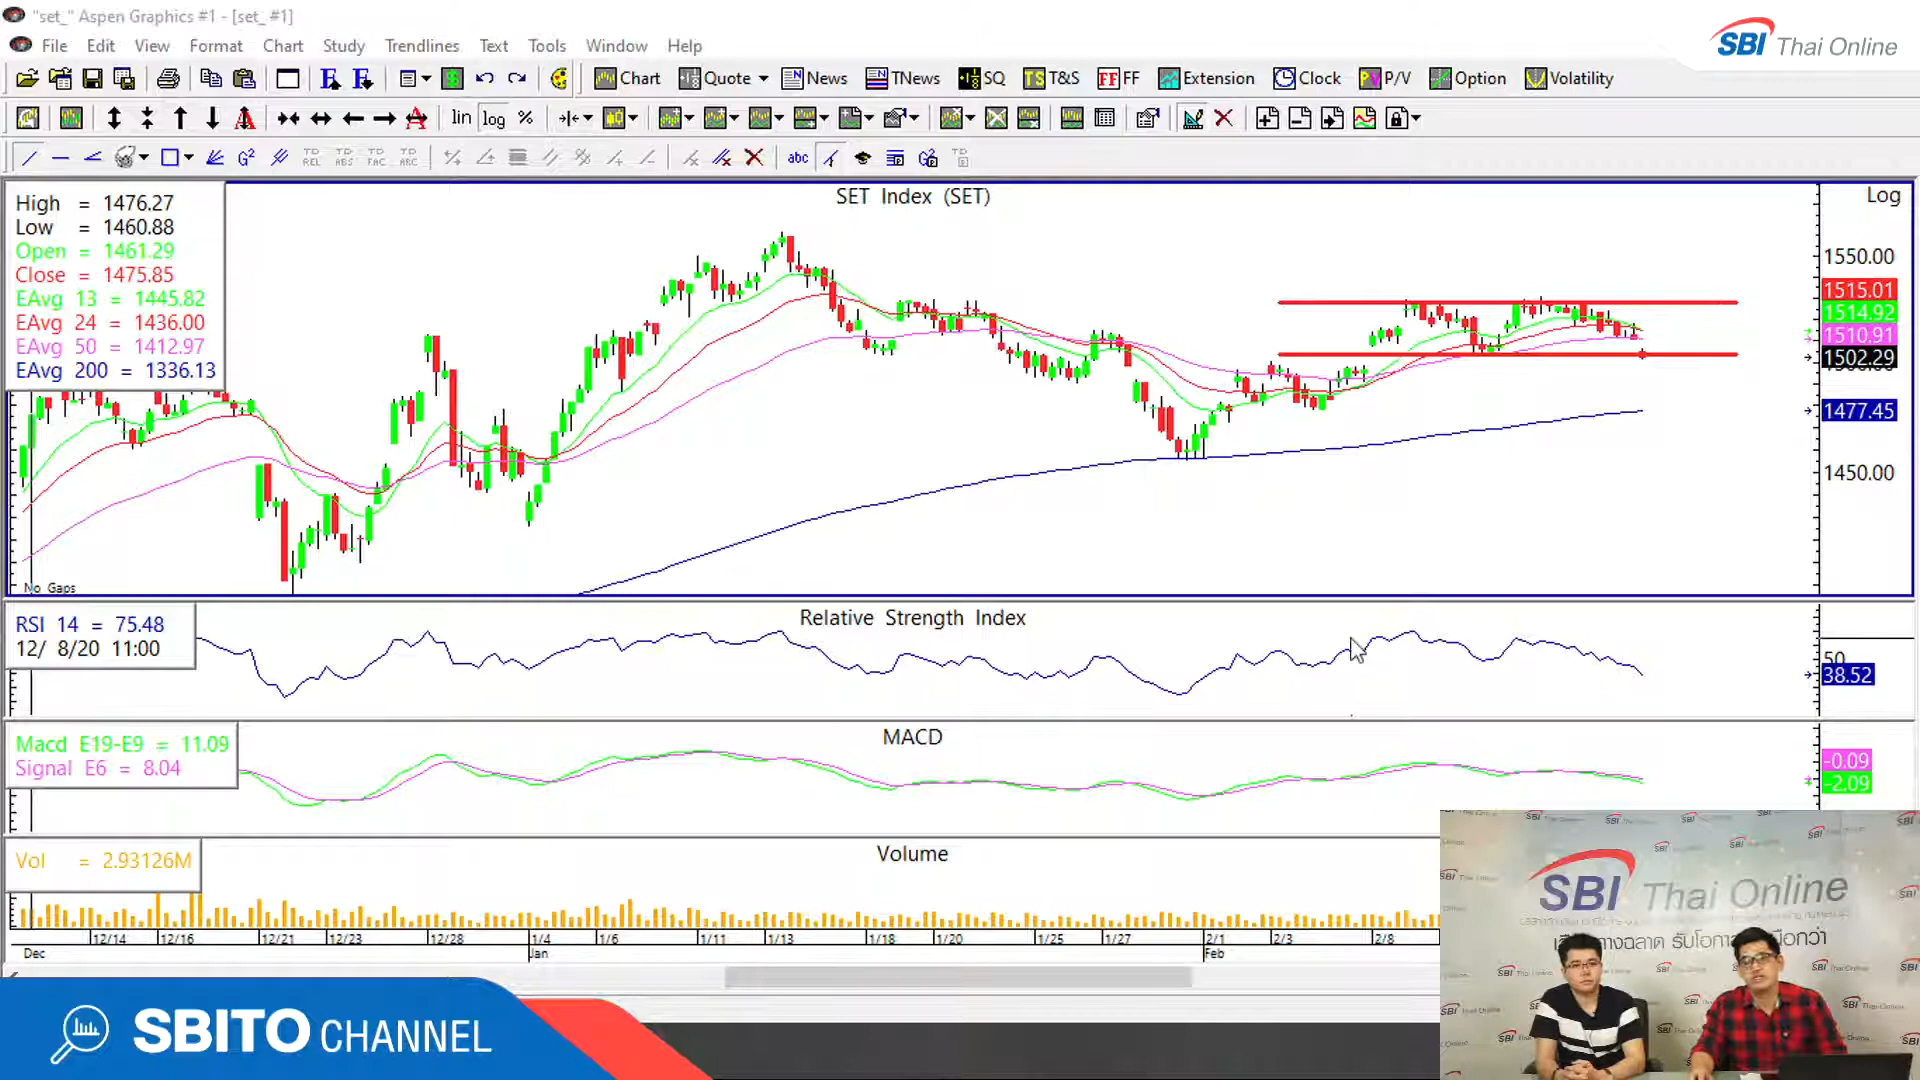 "set_" Aspen Graphics #1 - [set_ #1]
SBI Thai Online
File Edit View Format Chart Study Trendlines Text Tools Window Help
Chart Quote News TNews SQ T&S FF Extension Clock P/V Option Volatility
lin log %
G² abc
SET Index (SET)
Log
High = 1476.27
Low = 1460.88
Open = 1461.29
Close = 1475.85
EAvg 13 = 1445.82
EAvg 24 = 1436.00
EAvg 50 = 1412.97
EAvg 200 = 1336.13
1550.00
1515.01
1514.92
1510.91
1502.29
1477.45
1450.00
No Gaps
Relative Strength Index
RSI 14 = 75.48
12/ 8/20 11:00
50
38.52
MACD
Macd E19-E9 = 11.09
Signal E6 = 8.04
-0.09
-2.09
Volume
Vol = 2.93126M
12/14 12/16 12/21 12/23 12/28 1/4 1/6 1/11 1/13 1/18 1/20 1/25 1/27 2/1 2/3 2/8
Dec Jan Feb
SBI Thai Online
SBITO CHANNEL